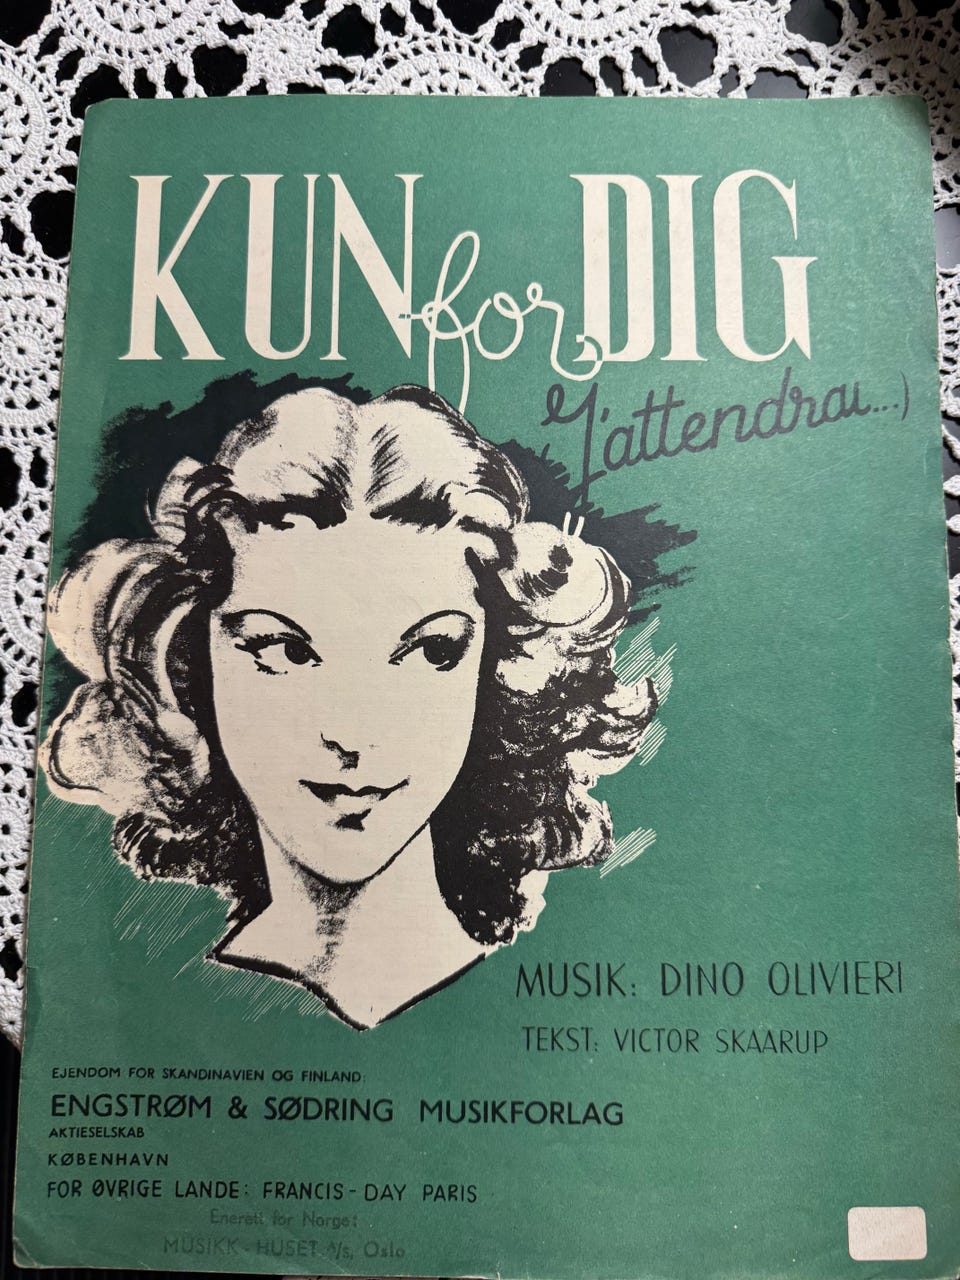 KUN for DIG
(J'attendrai...)
MUSIK: DINO OLIVIERI
TEKST: VICTOR SKAARUP
EJENDOM FOR SKANDINAVIEN OG FINLAND:
ENGSTRØM & SØDRING MUSIKFORLAG
AKTIESELSKAB
KØBENHAVN
FOR ØVRIGE LANDE: FRANCIS-DAY PARIS
Enerett for Norge:
MUSIKK-HUSET A/s, Oslo